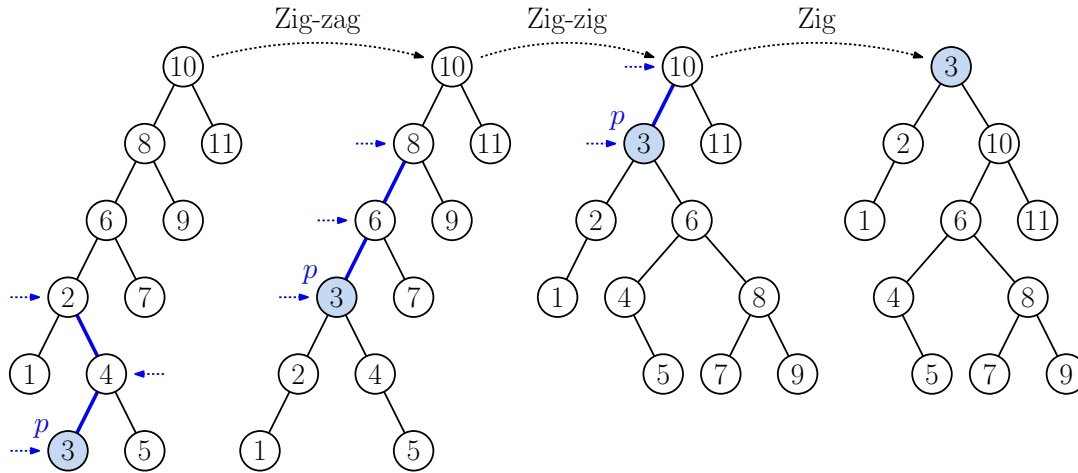 Zig-zag Zig-zig Zig
10 10 10 3
8 11 8 11 p 3 11 2 10
6 9 6 9 2 6 1 6 11
2 7 p 3 7 1 4 8 4 8
1 4 2 4 5 7 9 5 7 9
p 3 5 1 5